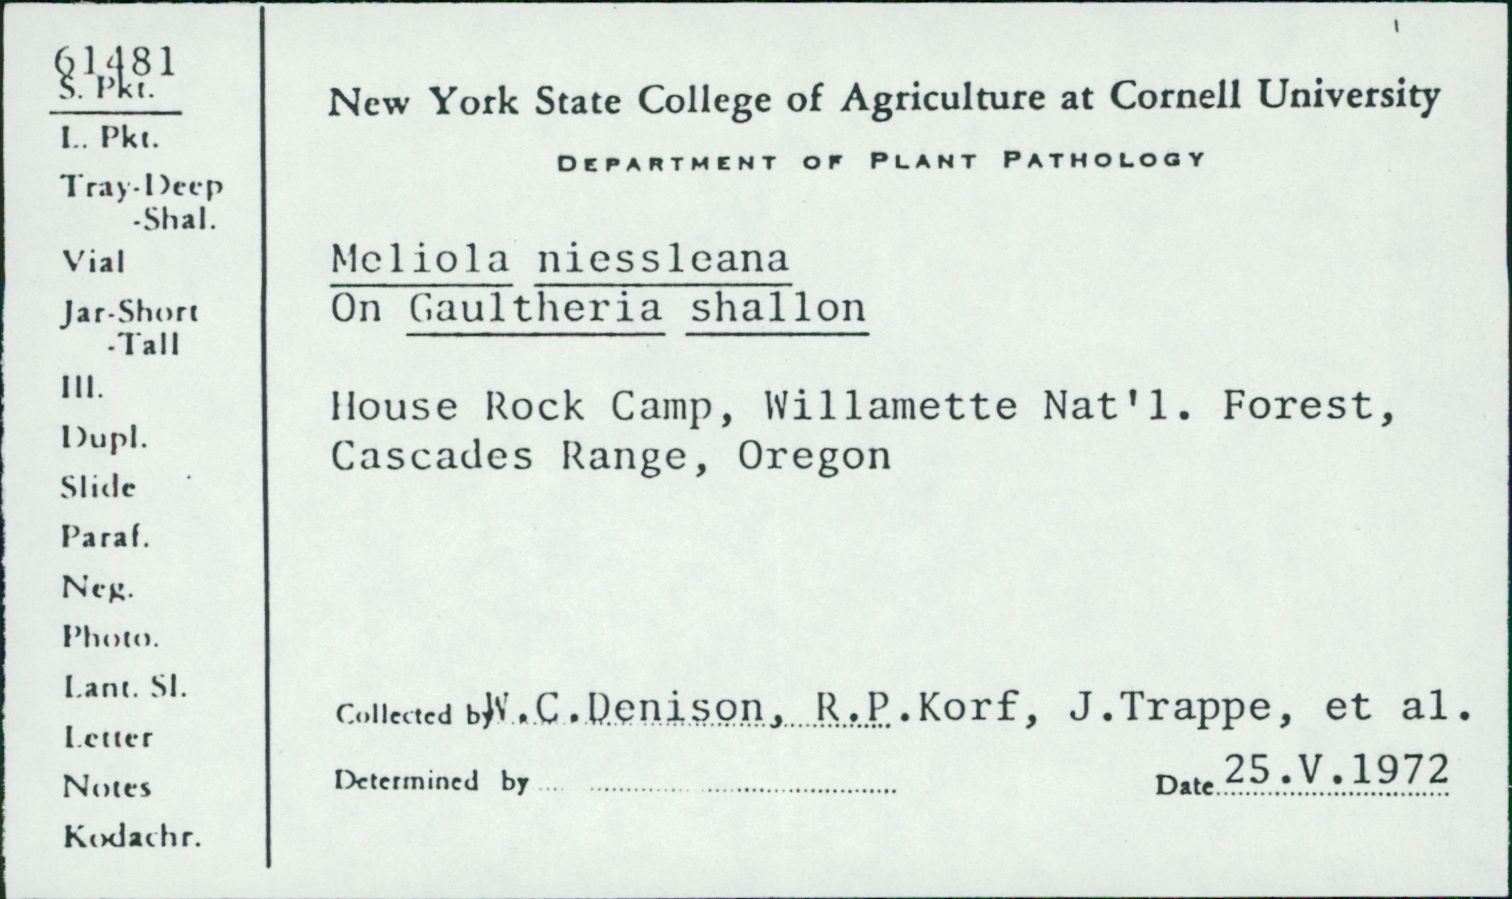 61481
S. Pkt.
L. Pkt.
Tray-Deep
-Shal.
Vial
Jar-Short
-Tall
Ill.
Dupl.
Slide
Paraf.
Neg.
Photo.
Lant. Sl.
Letter
Notes
Kodachr.
New York State College of Agriculture at Cornell University
DEPARTMENT OF PLANT PATHOLOGY
Meliola niessleana
On Gaultheria shallon
House Rock Camp, Willamette Nat'l. Forest,
Cascades Range, Oregon
Collected by W.C.Denison, R.P.Korf, J.Trappe, et al.
Determined by
Date 25.V.1972